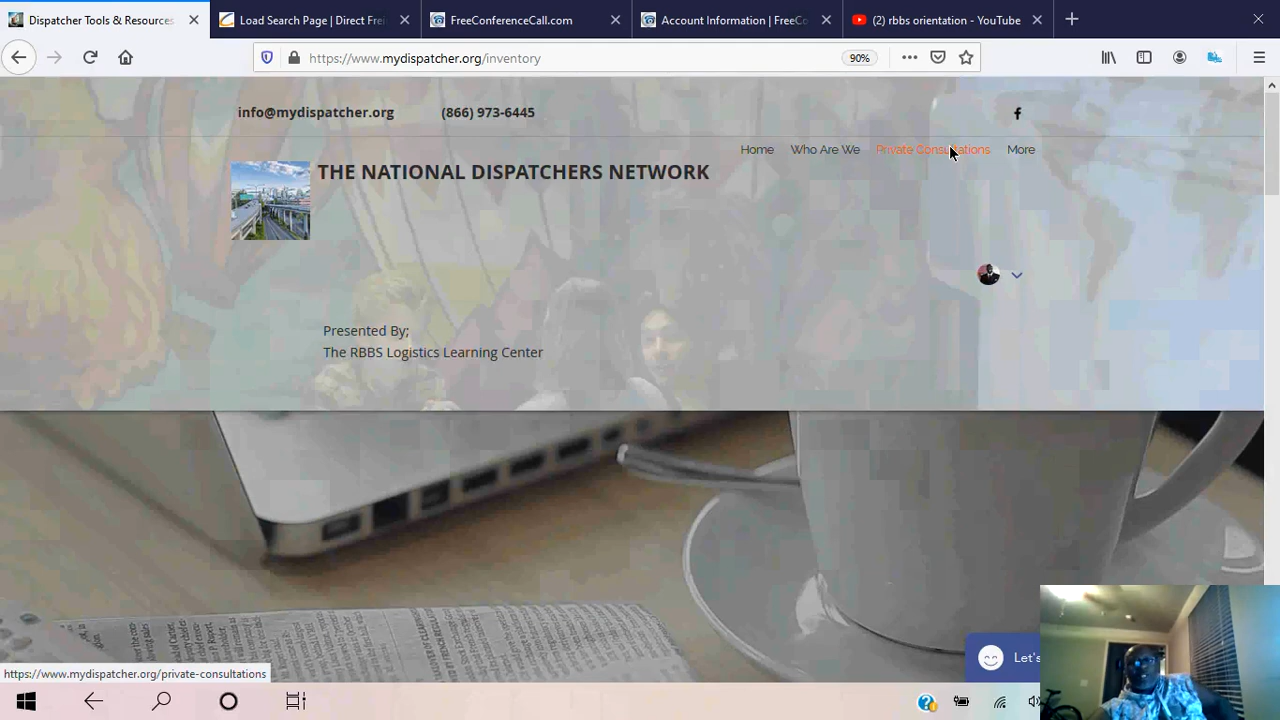 Dispatcher Tools & Resources
Load Search Page | Direct Frei
FreeConferenceCall.com
Account Information | FreeCo
(2) rbbs orientation - YouTube
https://www.mydispatcher.org/inventory
90%
info@mydispatcher.org
(866) 973-6445
Home
Who Are We
Private Consultations
More
THE NATIONAL DISPATCHERS NETWORK
Presented By;
The RBBS Logistics Learning Center
Let's
https://www.mydispatcher.org/private-consultations